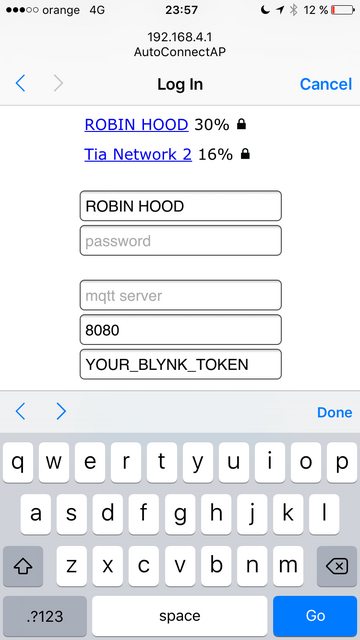 orange 4G 23:57 12 %
192.168.4.1
AutoConnectAP
Log In Cancel
ROBIN HOOD 30%
Tia Network 2 16%
ROBIN HOOD
password
mqtt server
8080
YOUR_BLYNK_TOKEN
Done
q w e r t y u i o p
a s d f g h j k l
z x c v b n m
.?123 space Go